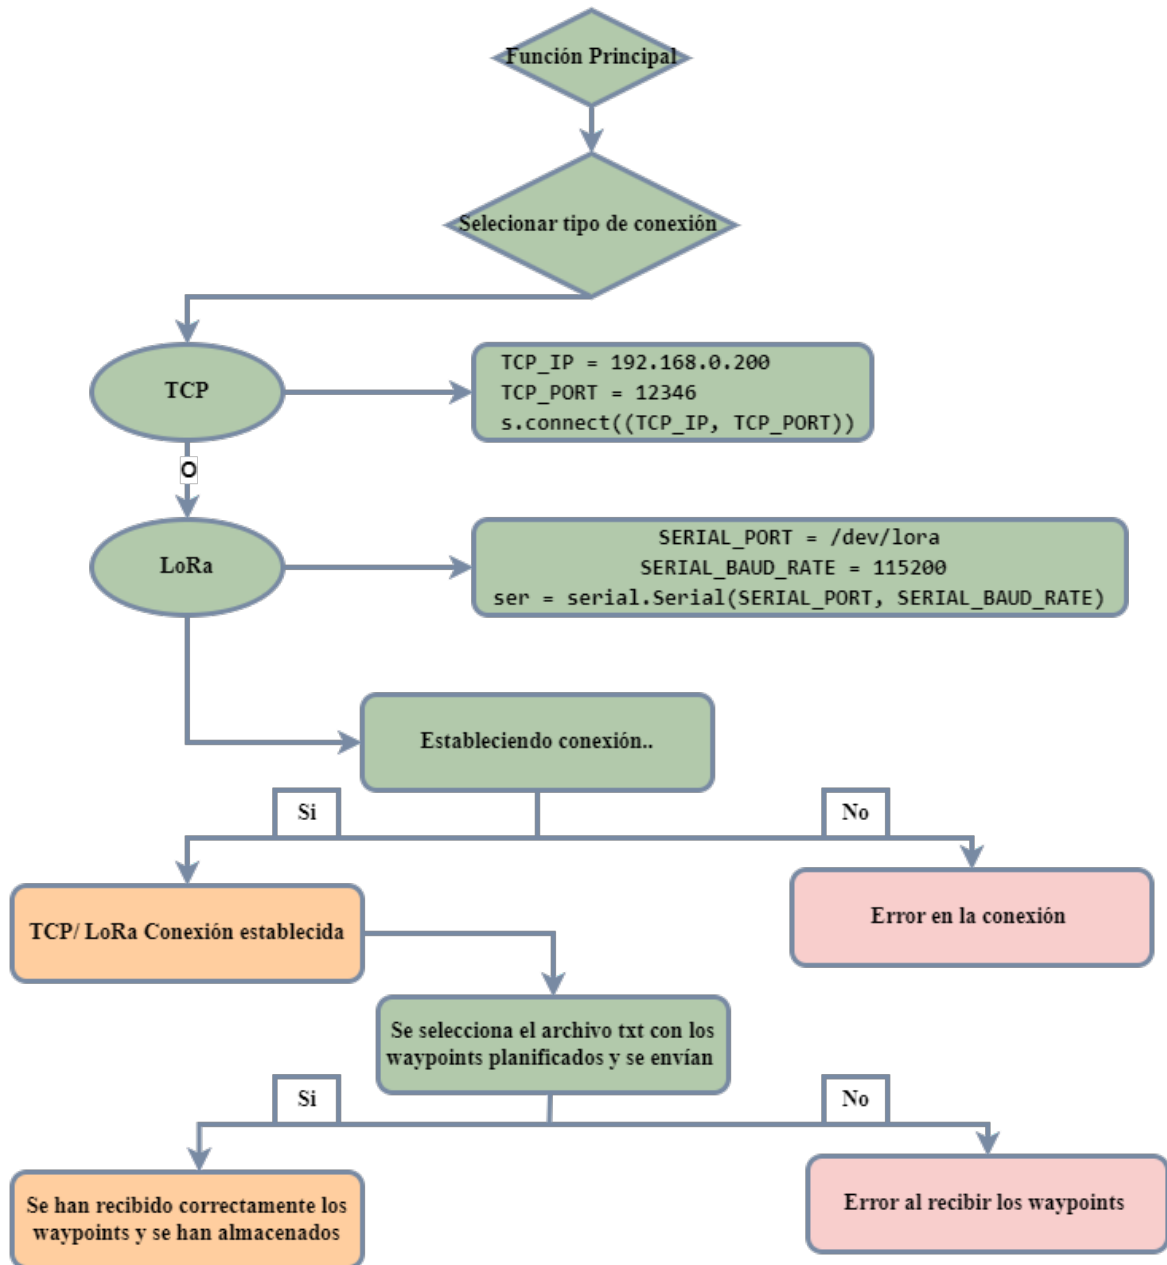 Función Principal
Selecionar tipo de conexión
TCP
TCP_IP = 192.168.0.200
TCP_PORT = 12346
s.connect((TCP_IP, TCP_PORT))
O
LoRa
SERIAL_PORT = /dev/lora
SERIAL_BAUD_RATE = 115200
ser = serial.Serial(SERIAL_PORT, SERIAL_BAUD_RATE)
Estableciendo conexión..
Si
No
TCP/ LoRa Conexión establecida
Error en la conexión
Se selecciona el archivo txt con los
waypoints planificados y se envían
Si
No
Se han recibido correctamente los
waypoints y se han almacenados
Error al recibir los waypoints